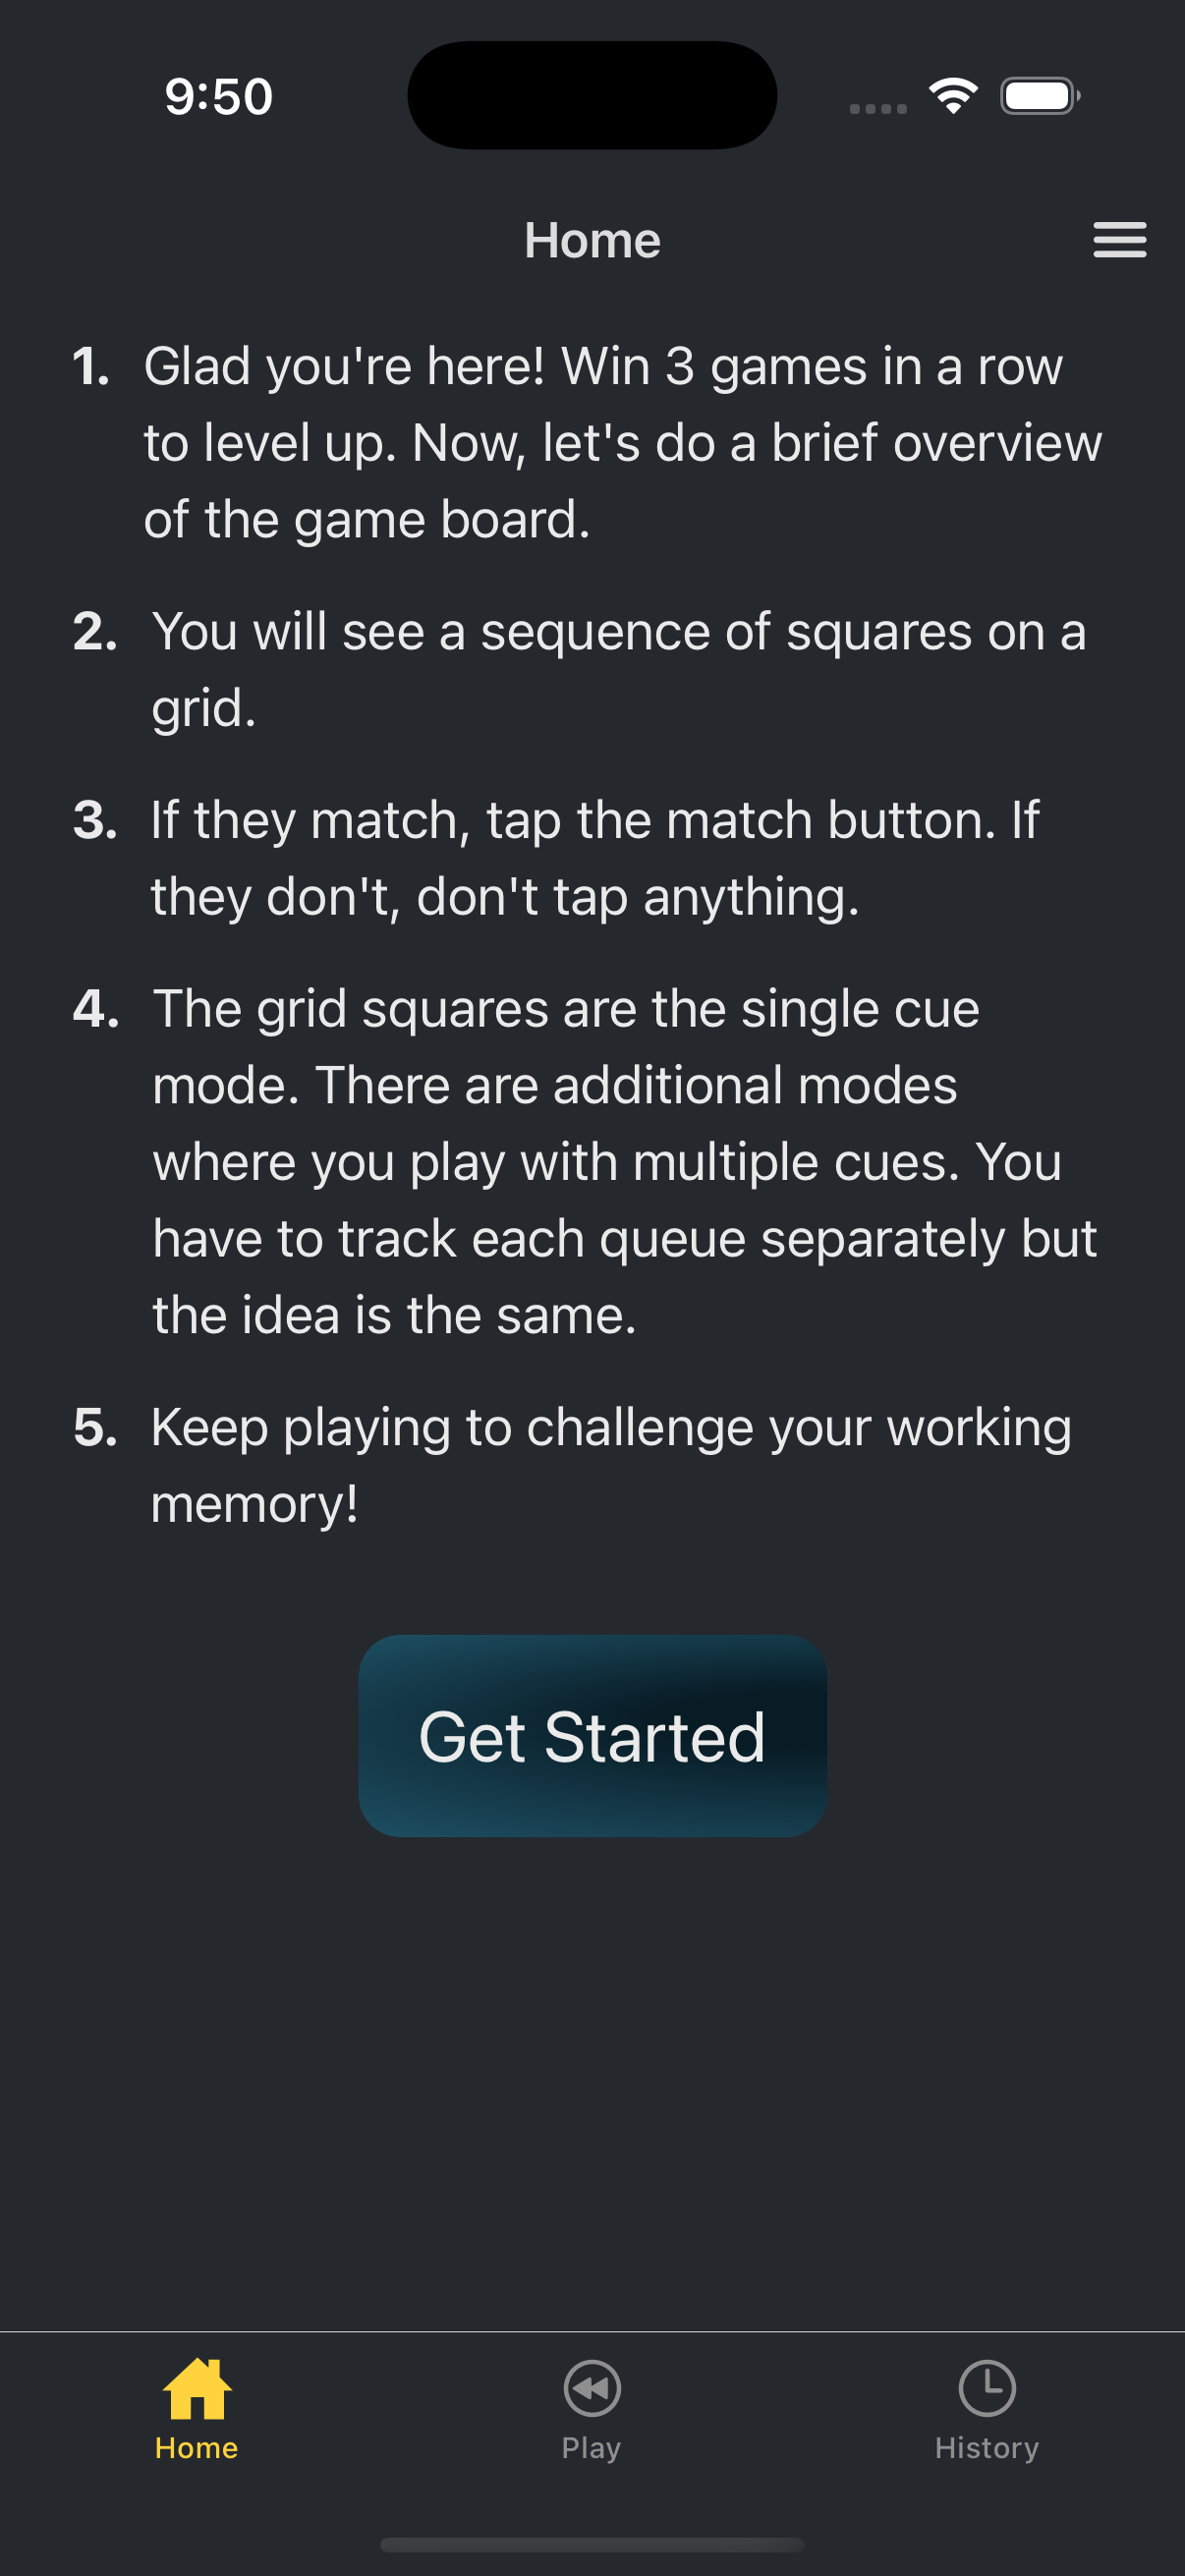 9:50
Home
1. Glad you're here! Win 3 games in a row
to level up. Now, let's do a brief overview
of the game board.
2. You will see a sequence of squares on a
grid.
3. If they match, tap the match button. If
they don't, don't tap anything.
4. The grid squares are the single cue
mode. There are additional modes
where you play with multiple cues. You
have to track each queue separately but
the idea is the same.
5. Keep playing to challenge your working
memory!
Get Started
Home
Play
History